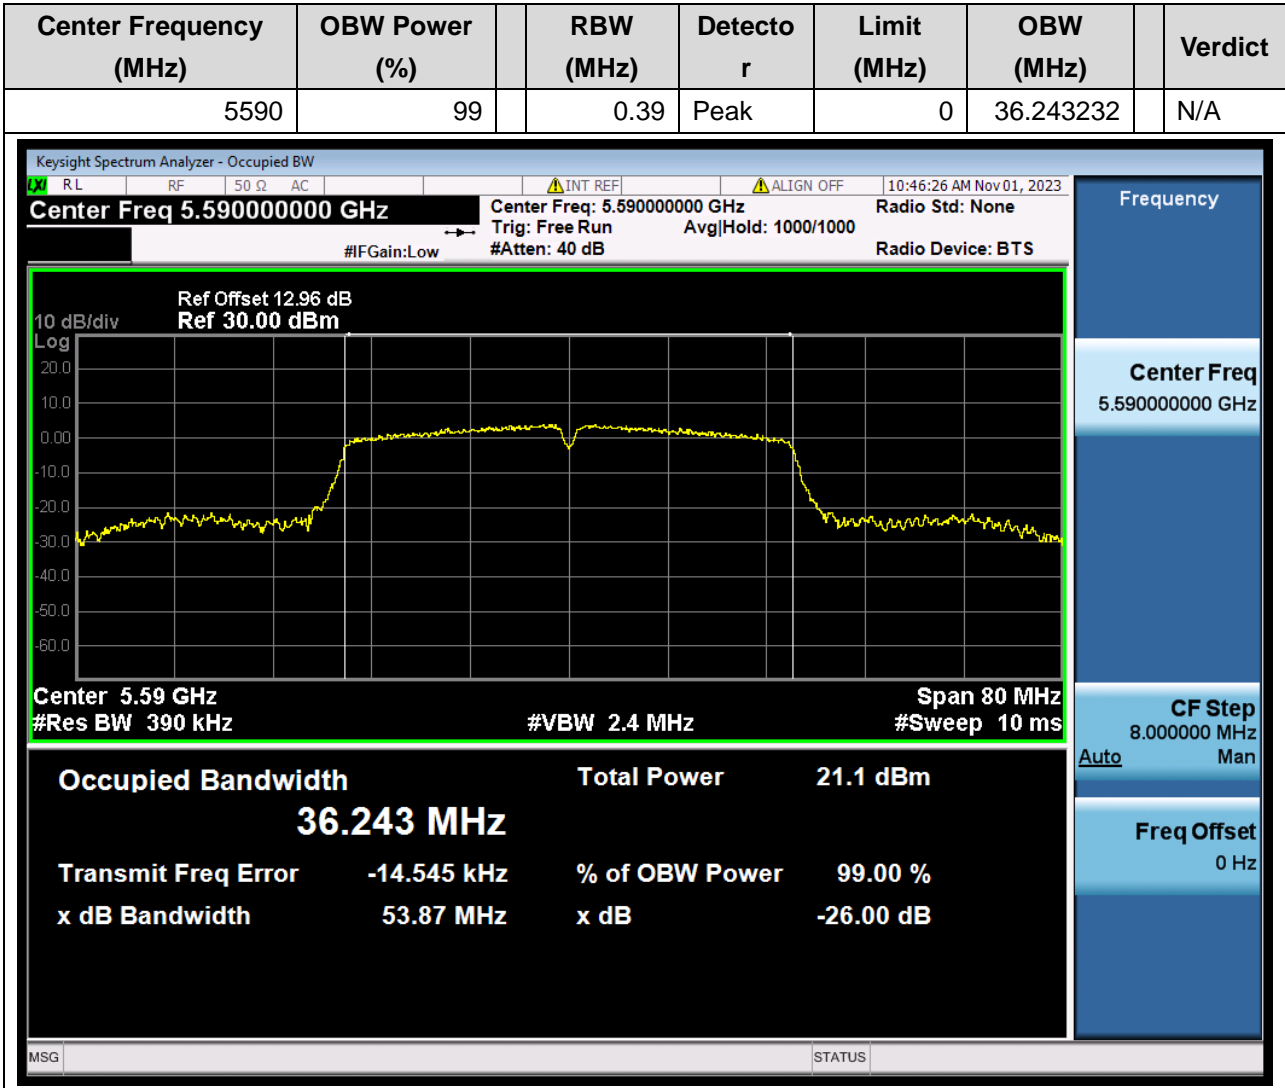 Center Frequency (MHz) OBW Power (%) RBW (MHz) Detecto r Limit (MHz) OBW (MHz) Verdict
5590 99 0.39 Peak 0 36.243232 N/A
Keysight Spectrum Analyzer - Occupied BW
LXI RL RF 50 Ω AC INT REF ALIGN OFF 10:46:26 AM Nov 01, 2023
Center Freq 5.590000000 GHz
Center Freq: 5.590000000 GHz
Radio Std: None
Trig: Free Run Avg|Hold: 1000/1000
#IFGain:Low
#Atten: 40 dB
Radio Device: BTS
Ref Offset 12.96 dB
10 dB/div Ref 30.00 dBm
Log
20.0
10.0
0.00
-10.0
-20.0
-30.0
-40.0
-50.0
-60.0
Center 5.59 GHz Span 80 MHz
#Res BW 390 kHz #VBW 2.4 MHz #Sweep 10 ms
Occupied Bandwidth Total Power 21.1 dBm
36.243 MHz
Transmit Freq Error -14.545 kHz % of OBW Power 99.00 %
x dB Bandwidth 53.87 MHz x dB -26.00 dB
Frequency
Center Freq
5.590000000 GHz
CF Step
8.000000 MHz
Auto Man
Freq Offset
0 Hz
MSG STATUS